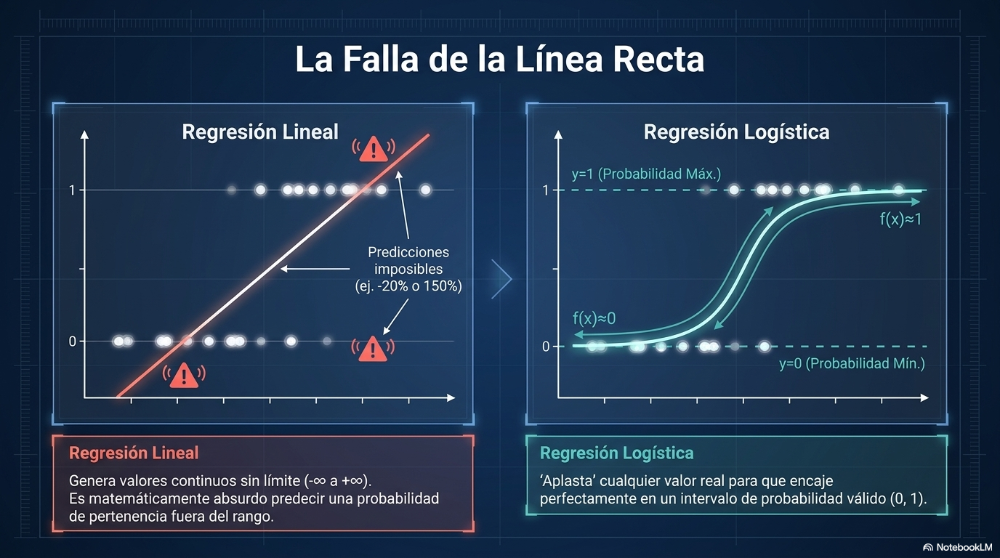 La Falla de la Línea Recta
Regresión Lineal
1
0
Predicciones
imposibles
(ej. -20% o 150%)
Regresión Logística
y=1 (Probabilidad Máx.)
1
f(x)≈1
f(x)≈0
0
y=0 (Probabilidad Mín.)
Regresión Lineal
Genera valores continuos sin límite (-∞ a +∞).
Es matemáticamente absurdo predecir una probabilidad
de pertenencia fuera del rango.
Regresión Logística
‘Aplasta’ cualquier valor real para que encaje
perfectamente en un intervalo de probabilidad válido (0, 1).
NotebookLM